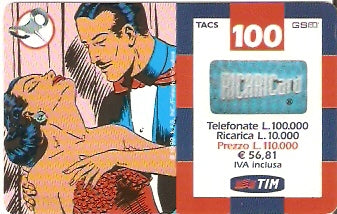 TACS
GSM
100
RICARICard
®
Telefonate L.100.000
Ricarica L.10.000
Prezzo L.110.000
€ 56,81
IVA inclusa
TIM